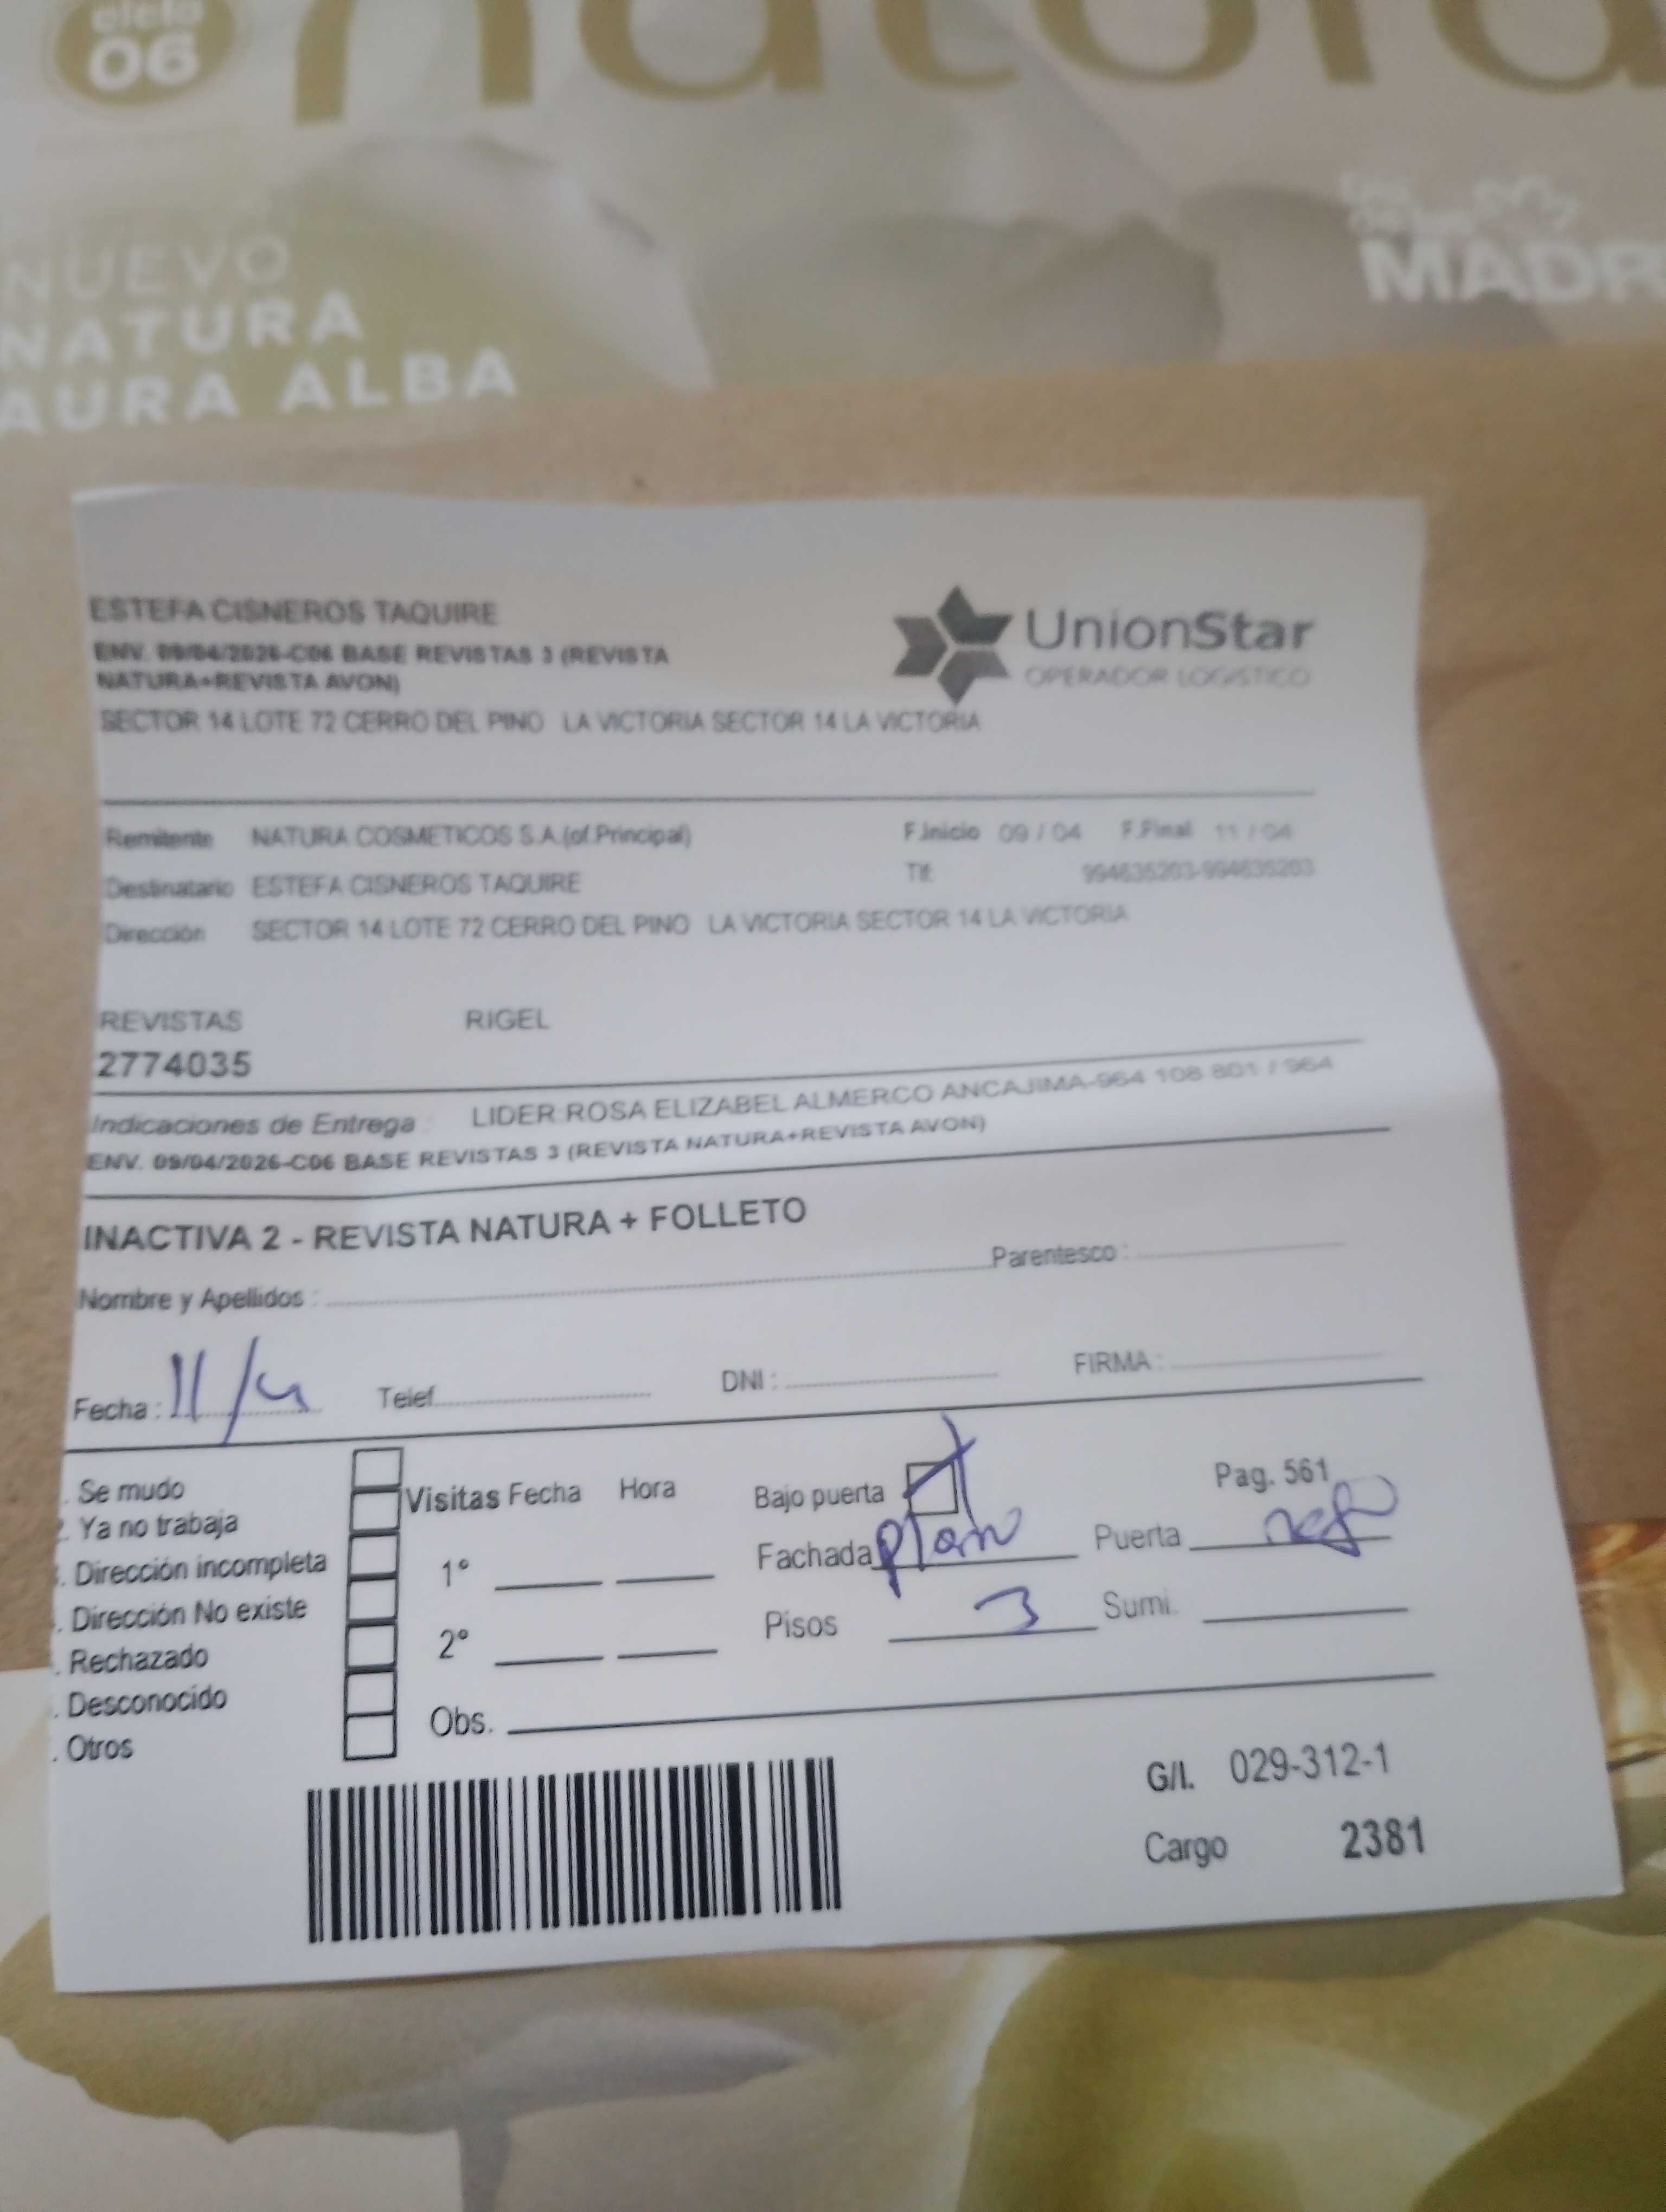 ciclo
06
natura
NUEVO
NATURA
AURA ALBA
MADR
ESTEFA CISNEROS TAQUIRE
UnionStar
OPERADOR LOGISTICO
ENV. 09/04/2026-C06 BASE REVISTAS 3 (REVISTA
NATURA+REVISTA AVON)
SECTOR 14 LOTE 72 CERRO DEL PINO LA VICTORIA SECTOR 14 LA VICTORIA
Remitente NATURA COSMETICOS S.A.(of.Principal) F.Inicio 09 / 04 F.Final 11 / 04
Destinatario ESTEFA CISNEROS TAQUIRE Tlf: 994635203-994635203
Dirección SECTOR 14 LOTE 72 CERRO DEL PINO LA VICTORIA SECTOR 14 LA VICTORIA
REVISTAS RIGEL
2774035
Indicaciones de Entrega : LIDER:ROSA ELIZABEL ALMERCO ANCAJIMA-964 108 801 / 964
ENV. 09/04/2026-C06 BASE REVISTAS 3 (REVISTA NATURA+REVISTA AVON)
INACTIVA 2 - REVISTA NATURA + FOLLETO
Nombre y Apellidos : Parentesco :
Fecha : 11/4 Telef. DNI : FIRMA :
. Se mudo
2. Ya no trabaja
. Dirección incompleta
. Dirección No existe
. Rechazado
. Desconocido
. Otros
Visitas Fecha Hora
1°
2°
Obs.
Bajo puerta Pag. 561
Fachada Puerta
Pisos 3 Sumi.
G/I. 029-312-1
Cargo 2381